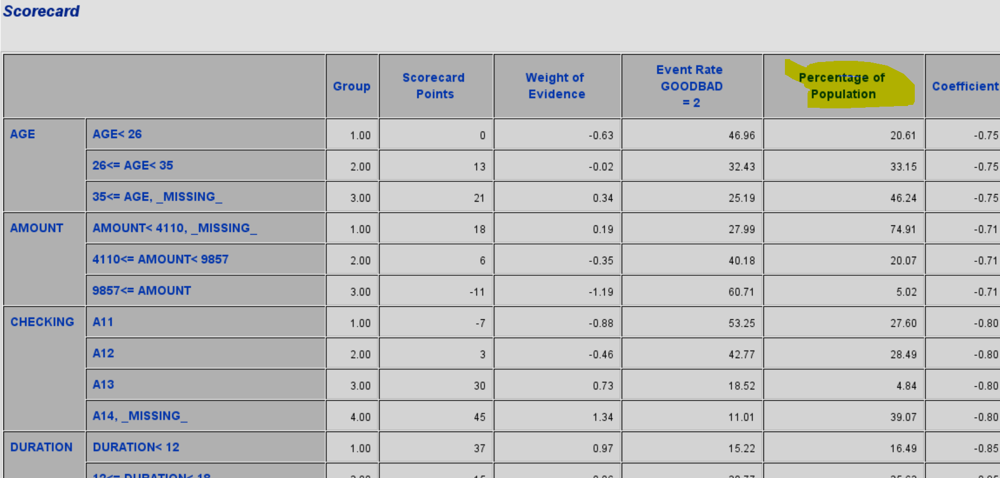 Scorecard
Group Scorecard Points Weight of Evidence Event Rate GOODBAD = 2 Percentage of Population Coefficient
AGE AGE< 26 1.00 0 -0.63 46.96 20.61 -0.75
26<= AGE< 35 2.00 13 -0.02 32.43 33.15 -0.75
35<= AGE, _MISSING_ 3.00 21 0.34 25.19 46.24 -0.75
AMOUNT AMOUNT< 4110, _MISSING_ 1.00 18 0.19 27.99 74.91 -0.71
4110<= AMOUNT< 9857 2.00 6 -0.35 40.18 20.07 -0.71
9857<= AMOUNT 3.00 -11 -1.19 60.71 5.02 -0.71
CHECKING A11 1.00 -7 -0.88 53.25 27.60 -0.80
A12 2.00 3 -0.46 42.77 28.49 -0.80
A13 3.00 30 0.73 18.52 4.84 -0.80
A14, _MISSING_ 4.00 45 1.34 11.01 39.07 -0.80
DURATION DURATION< 12 1.00 37 0.97 15.22 16.49 -0.85
12<= DURATION< 18